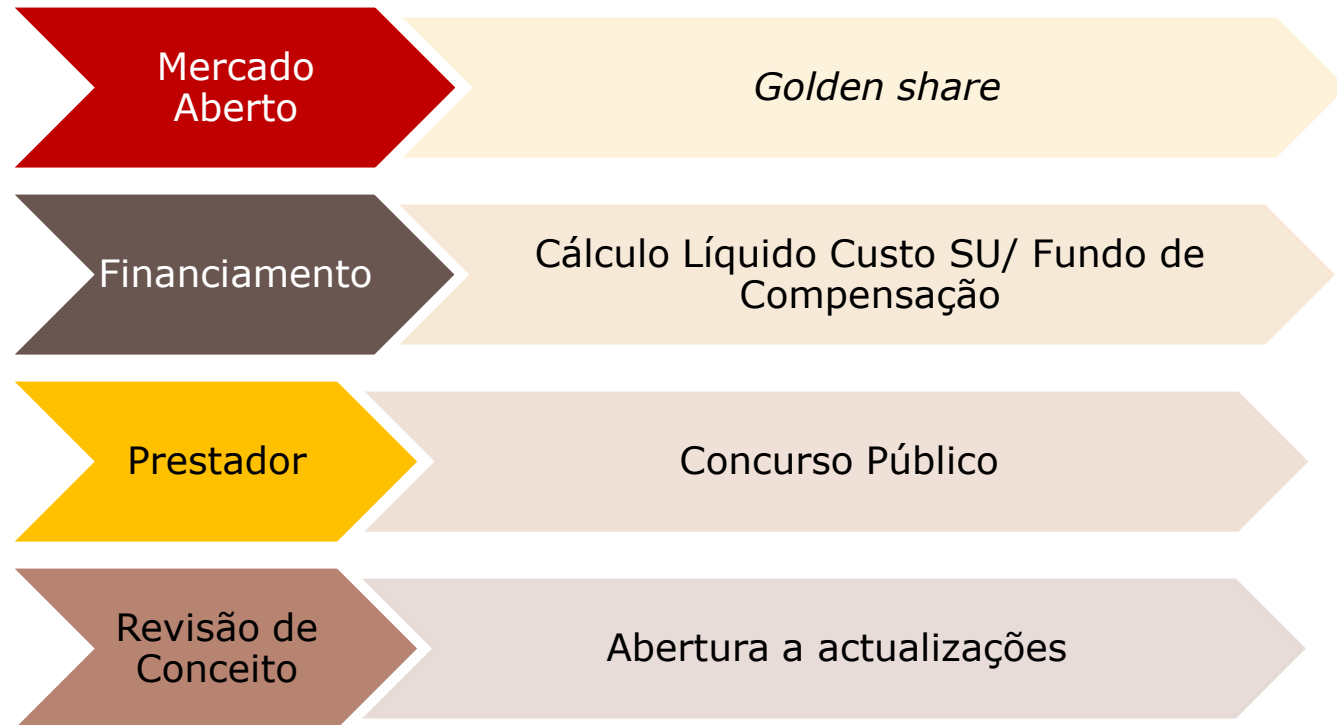 Mercado
Aberto
Golden share
Financiamento
Cálculo Líquido Custo SU/ Fundo de
Compensação
Prestador
Concurso Público
Revisão de
Conceito
Abertura a actualizações